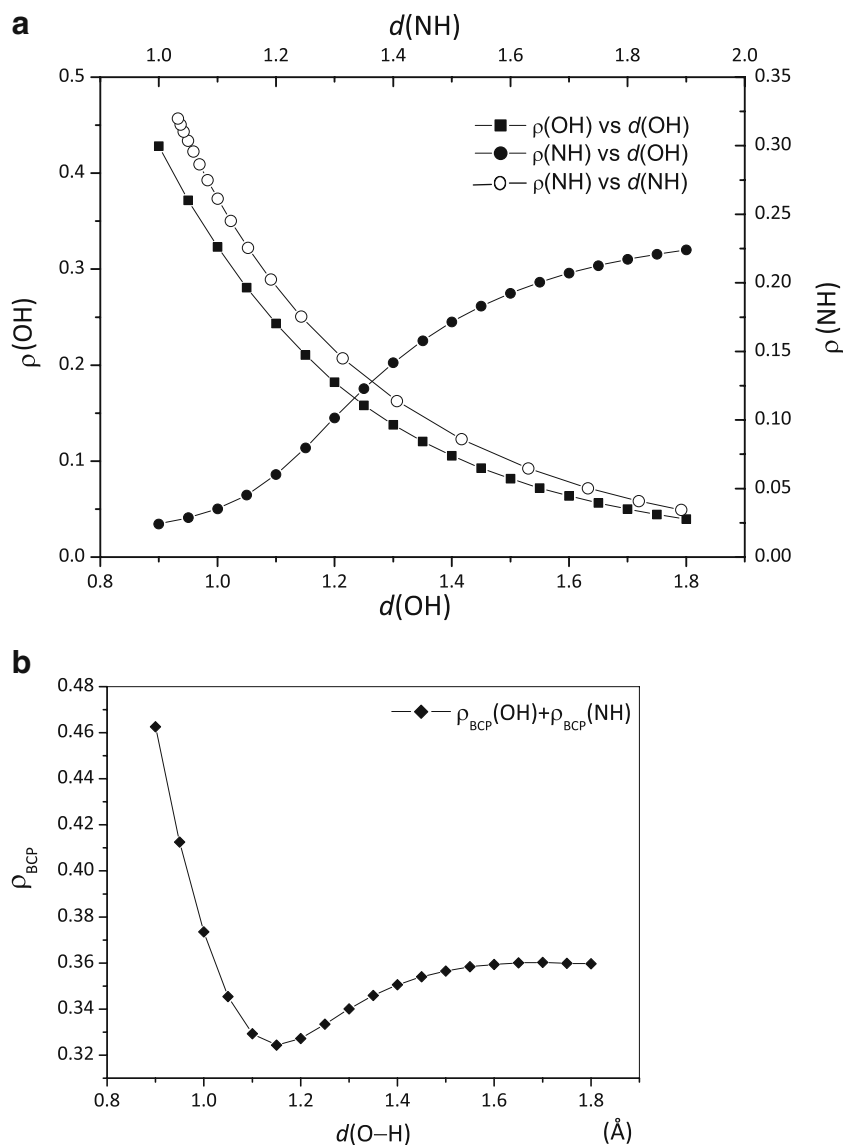 a
d(NH)
1.0 1.2 1.4 1.6 1.8 2.0
0.5 0.35
0.4 0.30
0.3 0.25
0.2 0.20
0.1 0.15
0.0 0.10
0.05
0.00
ρ(OH) vs d(OH)
ρ(NH) vs d(OH)
ρ(NH) vs d(NH)
ρ(OH)
ρ(NH)
0.8 1.0 1.2 1.4 1.6 1.8
d(OH)
b
0.48
0.46
0.44
0.42
0.40
0.38
0.36
0.34
0.32
ρBCP(OH)+ρBCP(NH)
ρBCP
0.8 1.0 1.2 1.4 1.6 1.8
d(O–H) (Å)